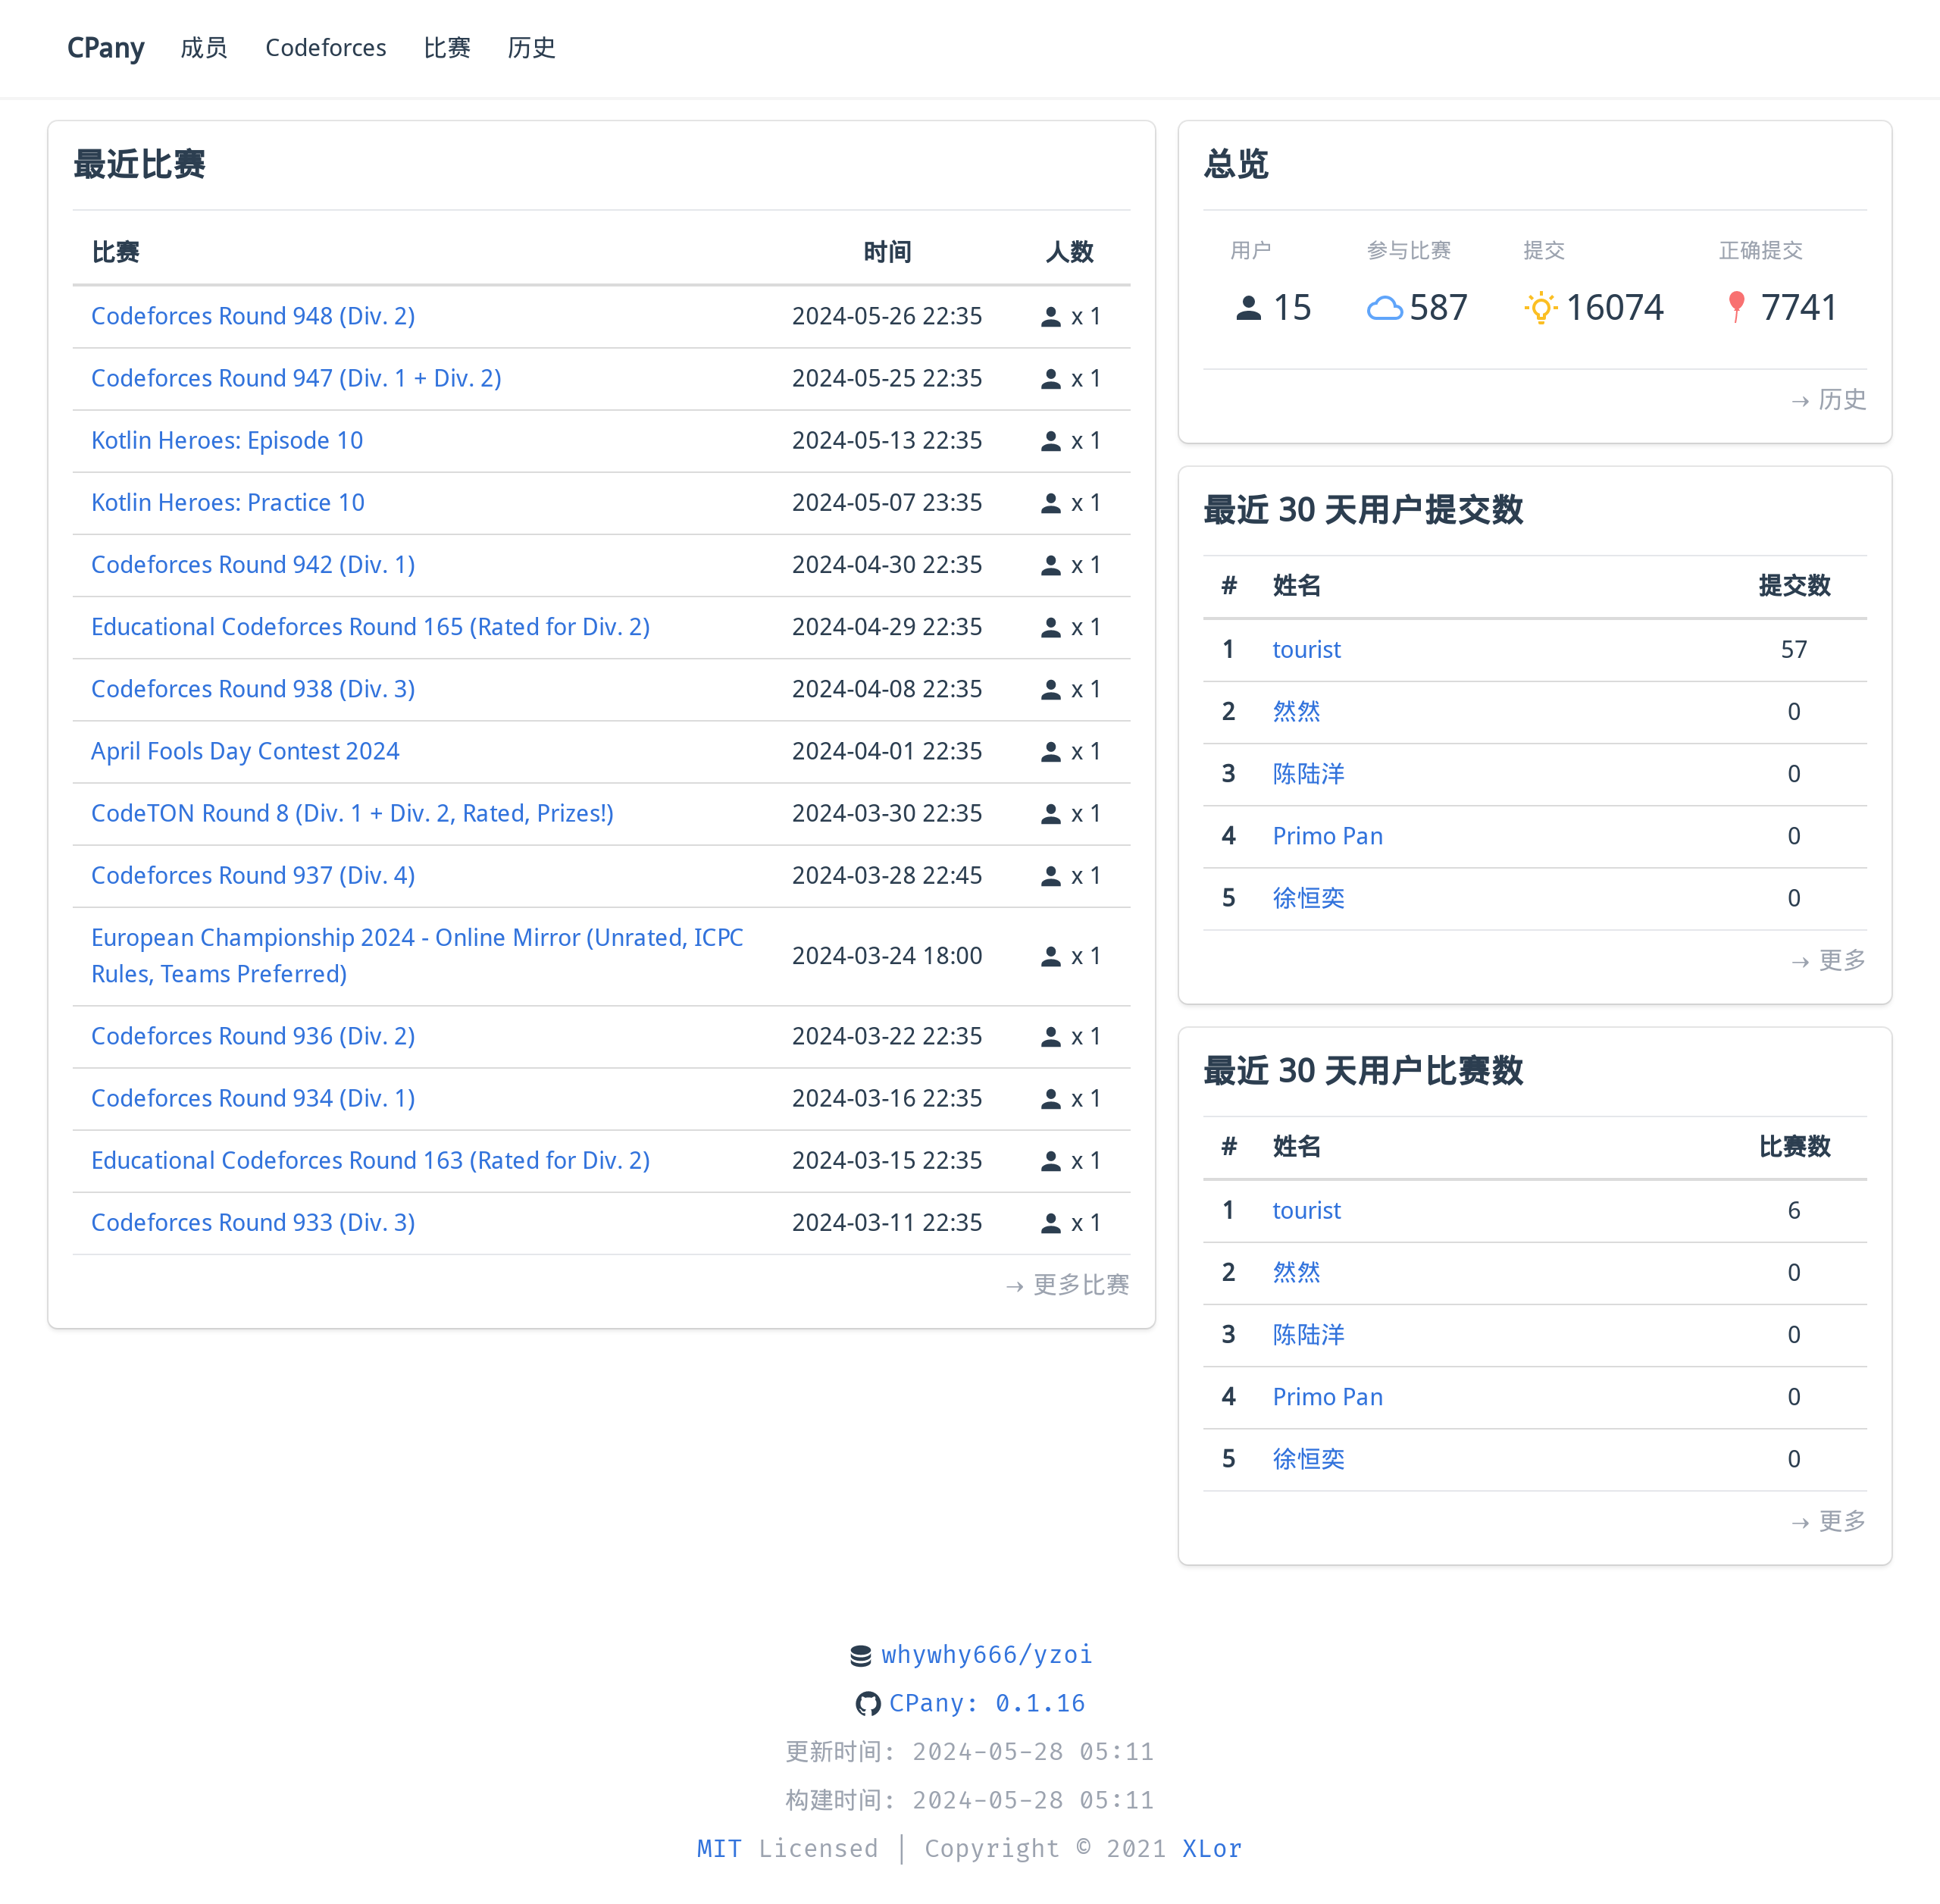 CPany 成员 Codeforces 比赛 历史
最近比赛
比赛 时间 人数
Codeforces Round 948 (Div. 2) 2024-05-26 22:35 x 1
Codeforces Round 947 (Div. 1 + Div. 2) 2024-05-25 22:35 x 1
Kotlin Heroes: Episode 10 2024-05-13 22:35 x 1
Kotlin Heroes: Practice 10 2024-05-07 23:35 x 1
Codeforces Round 942 (Div. 1) 2024-04-30 22:35 x 1
Educational Codeforces Round 165 (Rated for Div. 2) 2024-04-29 22:35 x 1
Codeforces Round 938 (Div. 3) 2024-04-08 22:35 x 1
April Fools Day Contest 2024 2024-04-01 22:35 x 1
CodeTON Round 8 (Div. 1 + Div. 2, Rated, Prizes!) 2024-03-30 22:35 x 1
Codeforces Round 937 (Div. 4) 2024-03-28 22:45 x 1
European Championship 2024 - Online Mirror (Unrated, ICPC
Rules, Teams Preferred) 2024-03-24 18:00 x 1
Codeforces Round 936 (Div. 2) 2024-03-22 22:35 x 1
Codeforces Round 934 (Div. 1) 2024-03-16 22:35 x 1
Educational Codeforces Round 163 (Rated for Div. 2) 2024-03-15 22:35 x 1
Codeforces Round 933 (Div. 3) 2024-03-11 22:35 x 1
→ 更多比赛
总览
用户 参与比赛 提交 正确提交
15 587 16074 7741
→ 历史
最近 30 天用户提交数
# 姓名 提交数
1 tourist 57
2 然然 0
3 陈陆洋 0
4 Primo Pan 0
5 徐恒奕 0
→ 更多
最近 30 天用户比赛数
# 姓名 比赛数
1 tourist 6
2 然然 0
3 陈陆洋 0
4 Primo Pan 0
5 徐恒奕 0
→ 更多
whywhy666/yzoi
CPany: 0.1.16
更新时间: 2024-05-28 05:11
构建时间: 2024-05-28 05:11
MIT Licensed | Copyright © 2021 XLor